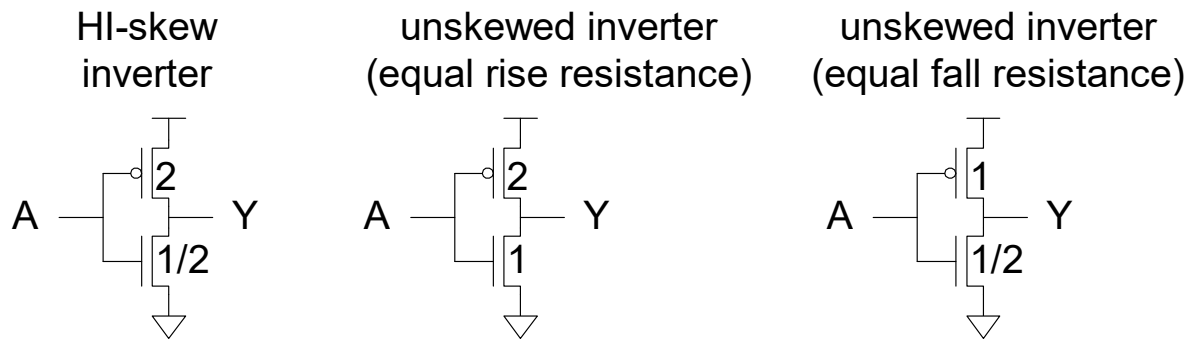 HI-skew
inverter
unskewed inverter
(equal rise resistance)
unskewed inverter
(equal fall resistance)
2
A Y
1/2
2
A Y
1
1
A Y
1/2